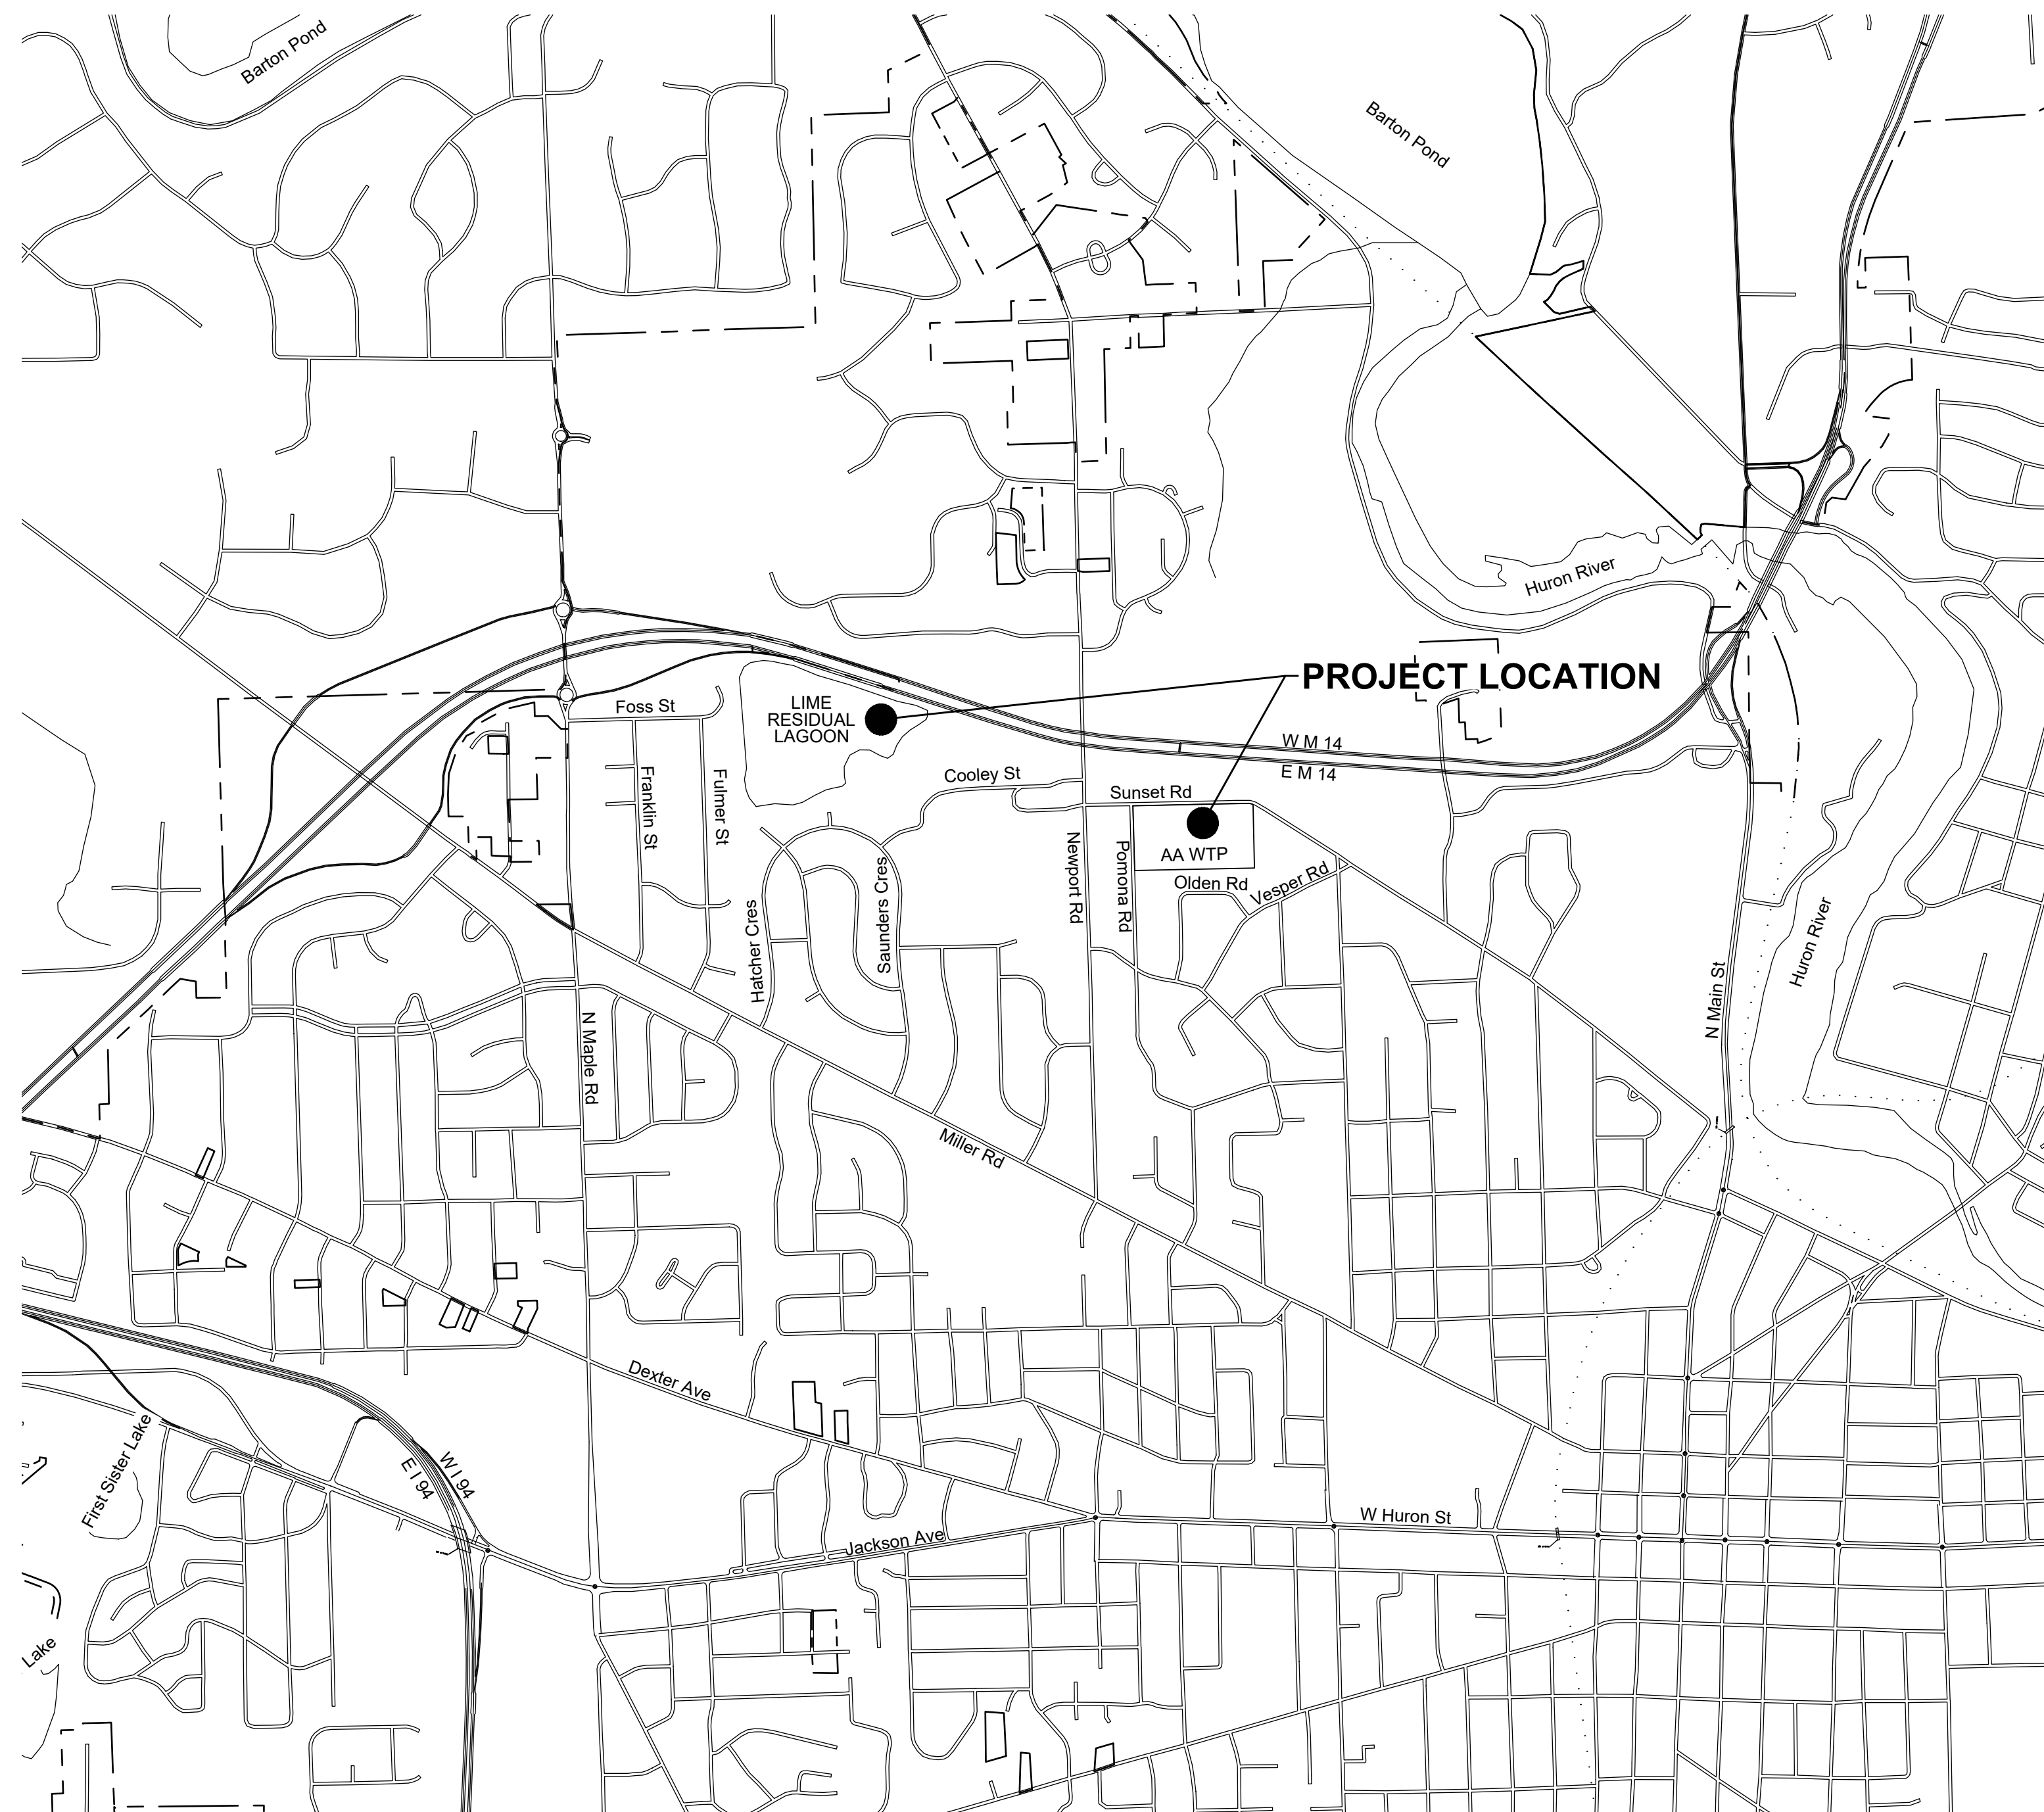 Barton Pond
Barton Pond
Huron River
PROJECT LOCATION
LIME
RESIDUAL
LAGOON
Foss St
W M 14
E M 14
Cooley St
Sunset Rd
Franklin St
Fulmer St
Newport Rd
Pomona Rd
AA WTP
Olden Rd
Vesper Rd
Hatcher Cres
Saunders Cres
Huron River
N Main St
N Maple Rd
Miller Rd
Dexter Ave
First Sister Lake
W I 94
E I 94
W Huron St
Jackson Ave
Lake